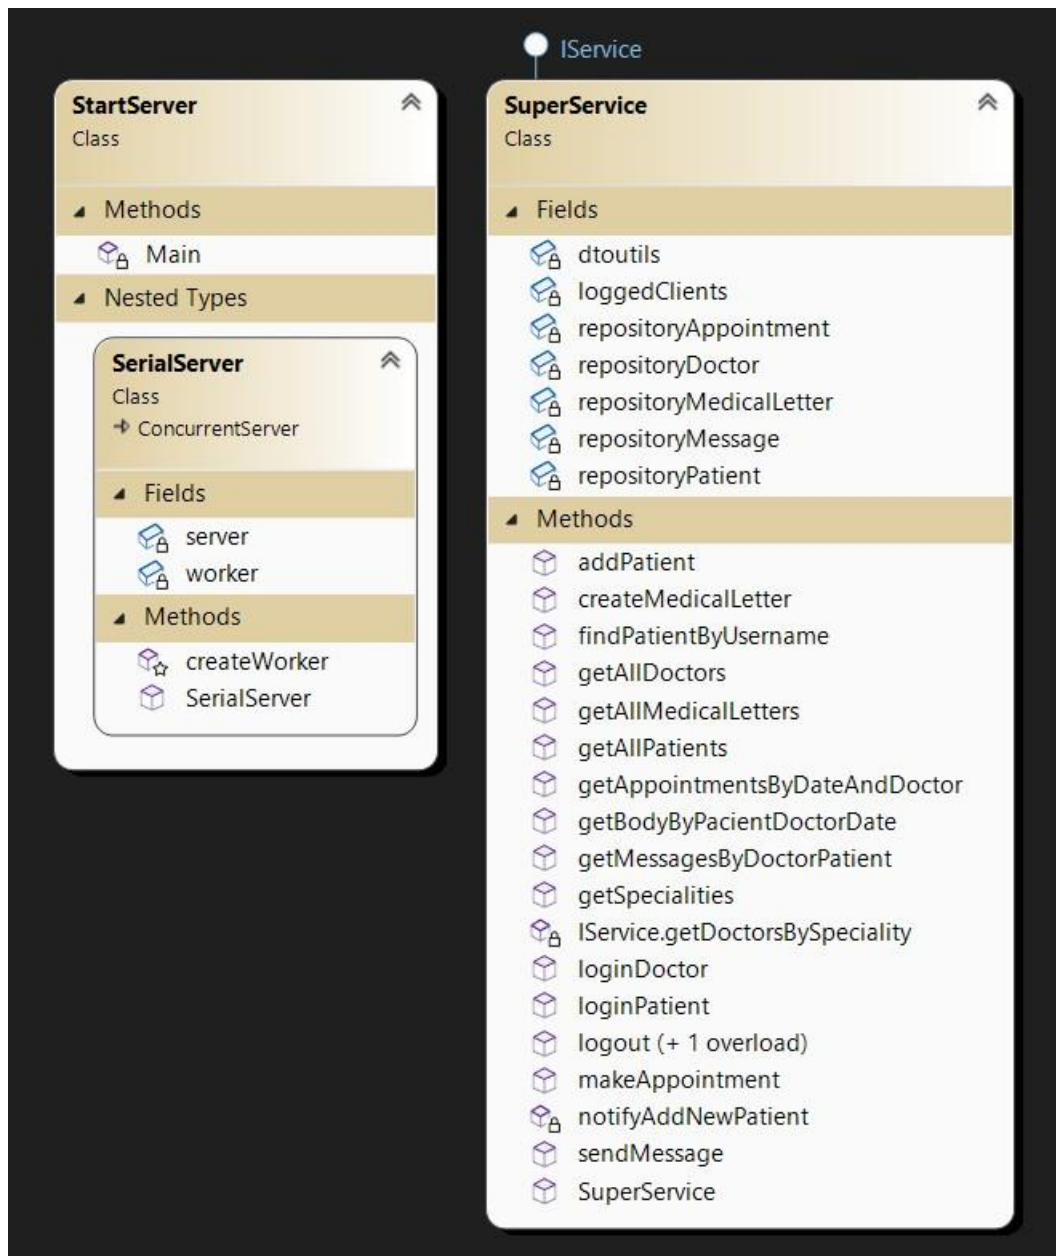 IService
StartServer
Class
Methods
Main
Nested Types
SerialServer
Class
ConcurrentServer
Fields
server
worker
Methods
createWorker
SerialServer
SuperService
Class
Fields
dtoutils
loggedClients
repositoryAppointment
repositoryDoctor
repositoryMedicalLetter
repositoryMessage
repositoryPatient
Methods
addPatient
createMedicalLetter
findPatientByUsername
getAllDoctors
getAllMedicalLetters
getAllPatients
getAppointmentsByDateAndDoctor
getBodyByPacientDoctorDate
getMessagesByDoctorPatient
getSpecialities
IService.getDoctorsBySpeciality
loginDoctor
loginPatient
logout (+ 1 overload)
makeAppointment
notifyAddNewPatient
sendMessage
SuperService